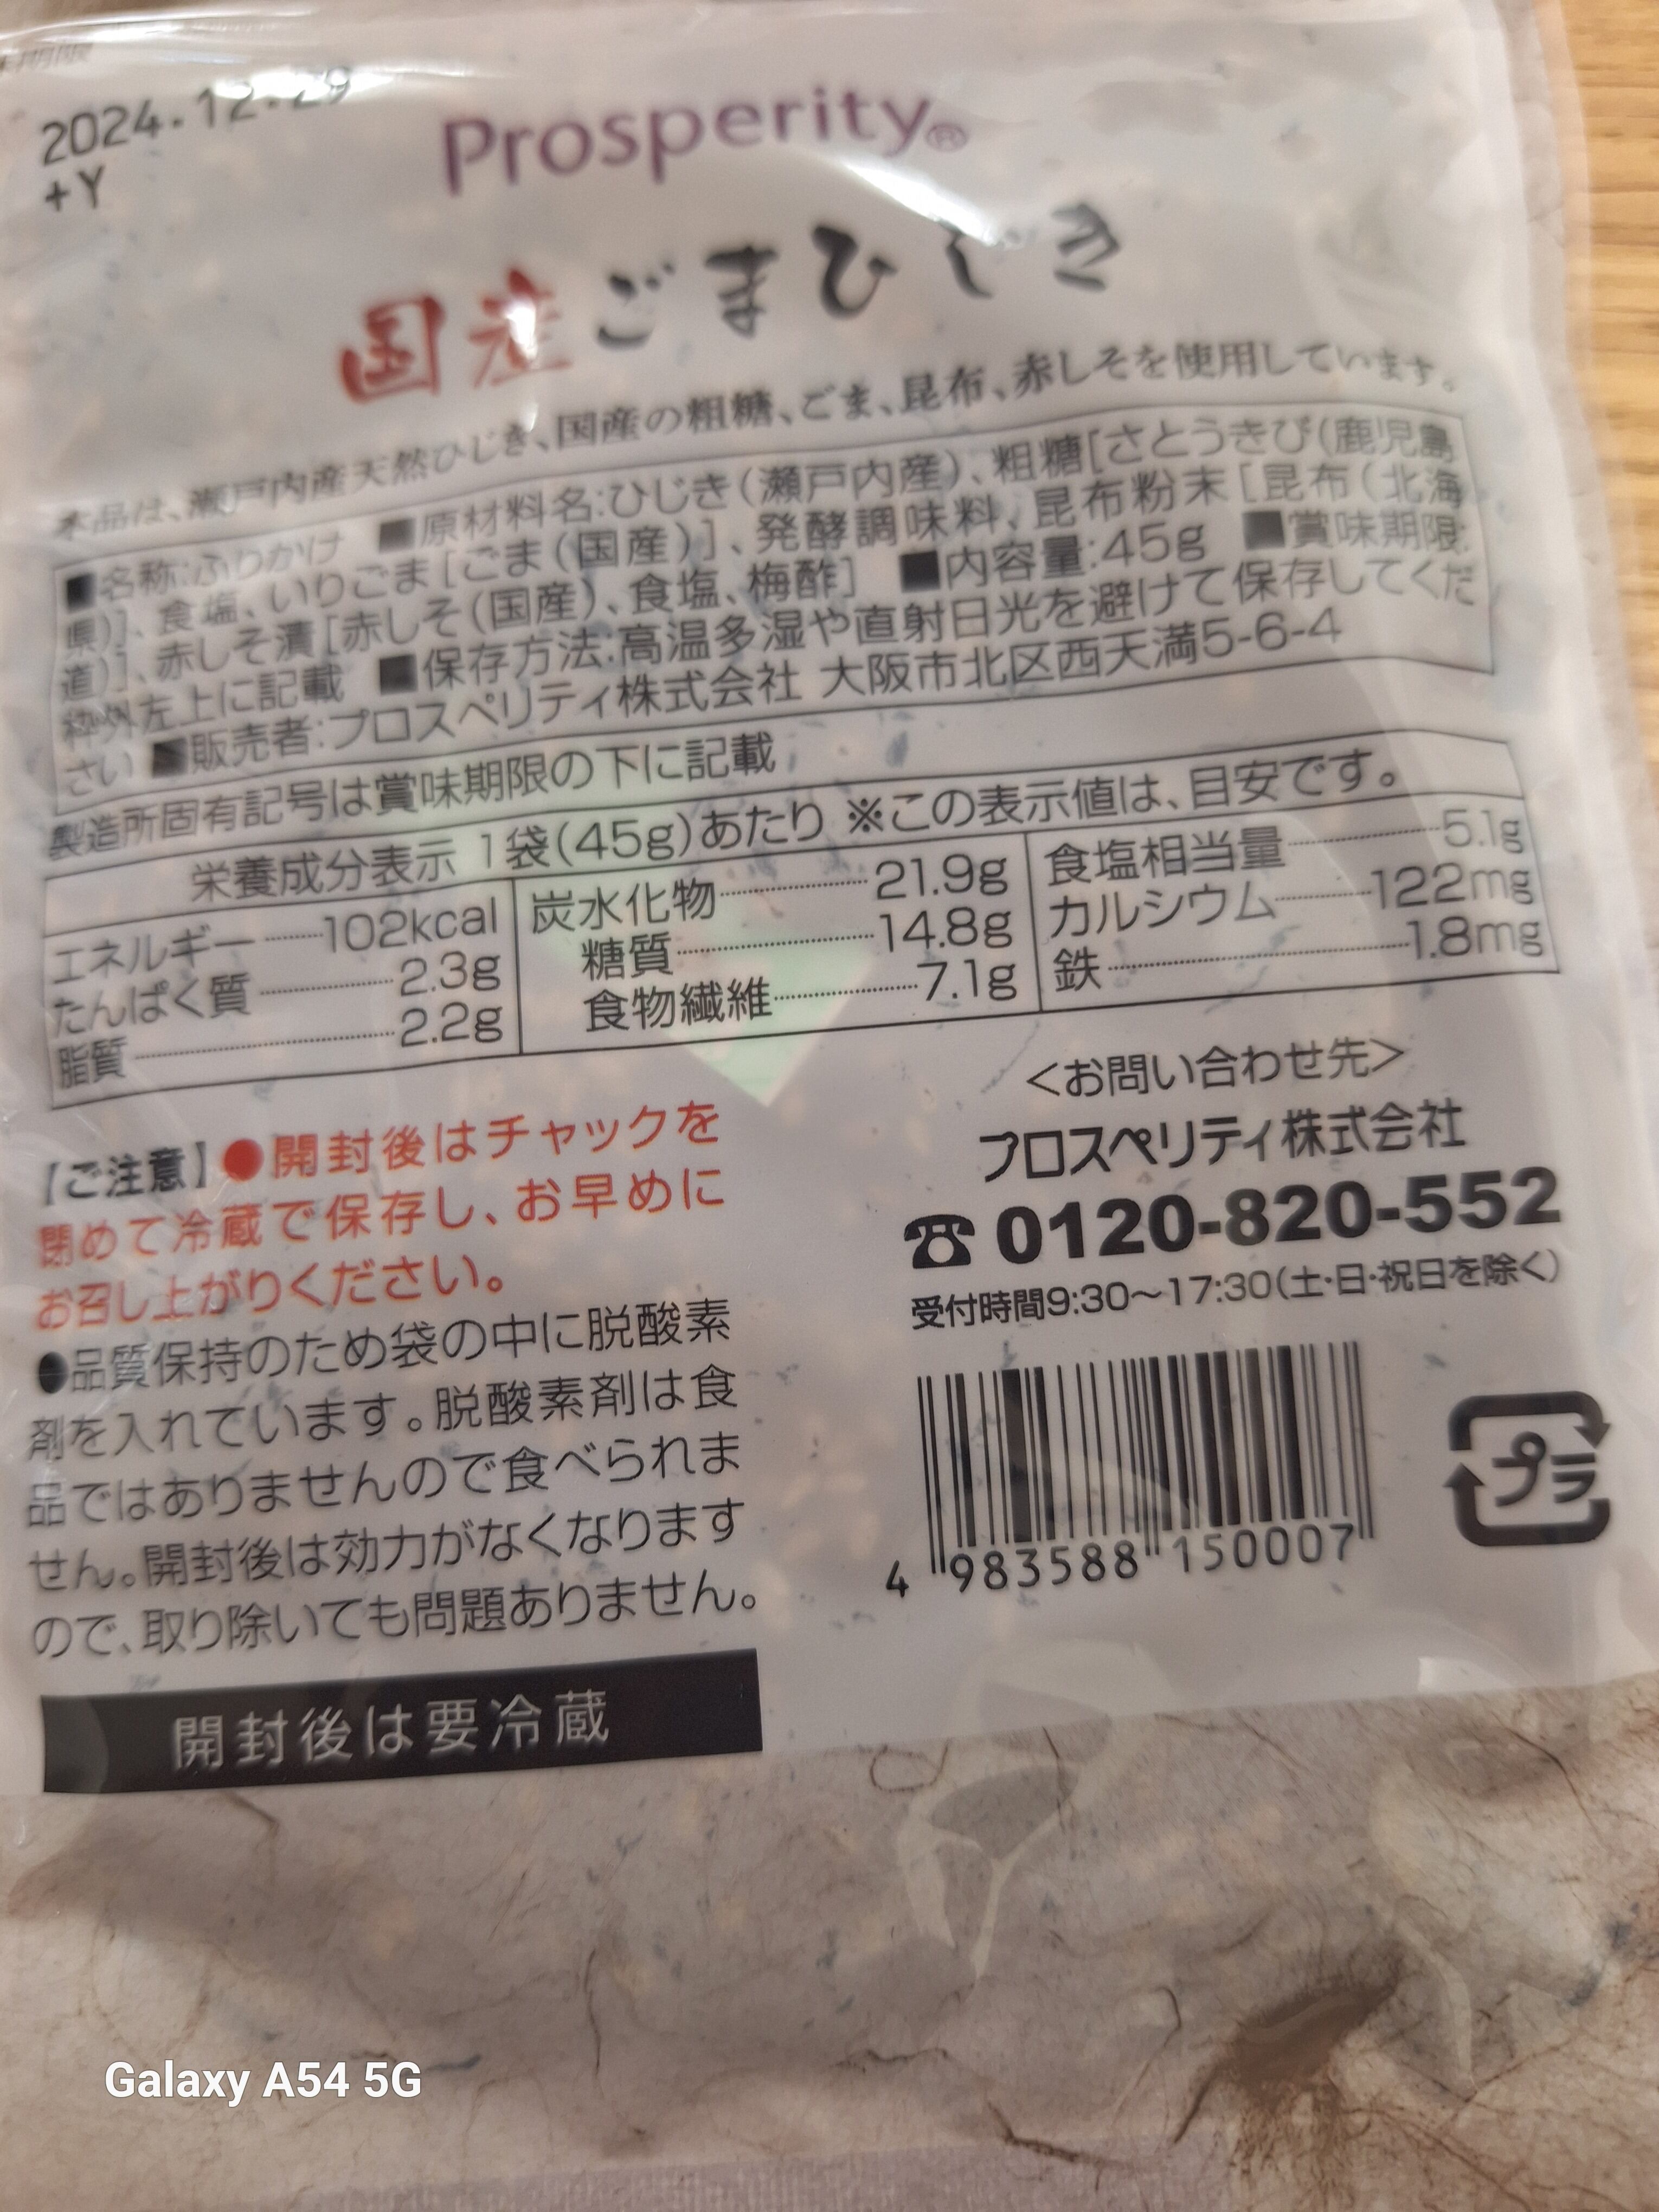 期限
2024.12.29
+Y
Prosperity®
国産ごまひじき
本品は、瀬戸内産天然ひじき、国産の粗糖、ごま、昆布、赤しそを使用しています。
■名称:ふりかけ ■原材料名:ひじき(瀬戸内産)、粗糖[さとうきび(鹿児島
県)]、食塩、いりごま[ごま(国産)]、発酵調味料、昆布粉末[昆布(北海
道)]、赤しそ漬[赤しそ(国産)、食塩、梅酢] ■内容量:45g ■賞味期限:
枠外左上に記載 ■保存方法:高温多湿や直射日光を避けて保存してくだ
さい ■販売者:プロスペリティ株式会社 大阪市北区西天満5-6-4
製造所固有記号は賞味期限の下に記載
栄養成分表示 1袋(45g)あたり ※この表示値は、目安です。
エネルギー 102kcal
たんぱく質 2.3g
脂質 2.2g
炭水化物 21.9g
糖質 14.8g
食物繊維 7.1g
食塩相当量 5.1g
カルシウム 122mg
鉄 1.8mg
【ご注意】●開封後はチャックを
閉めて冷蔵で保存し、お早めに
お召し上がりください。
●品質保持のため袋の中に脱酸素
剤を入れています。脱酸素剤は食
品ではありませんので食べられま
せん。開封後は効力がなくなります
ので、取り除いても問題ありません。
開封後は要冷蔵
<お問い合わせ先>
プロスペリティ株式会社
☎0120-820-552
受付時間9:30～17:30(土・日・祝日を除く)
4 983588 150007
プラ
Galaxy A54 5G